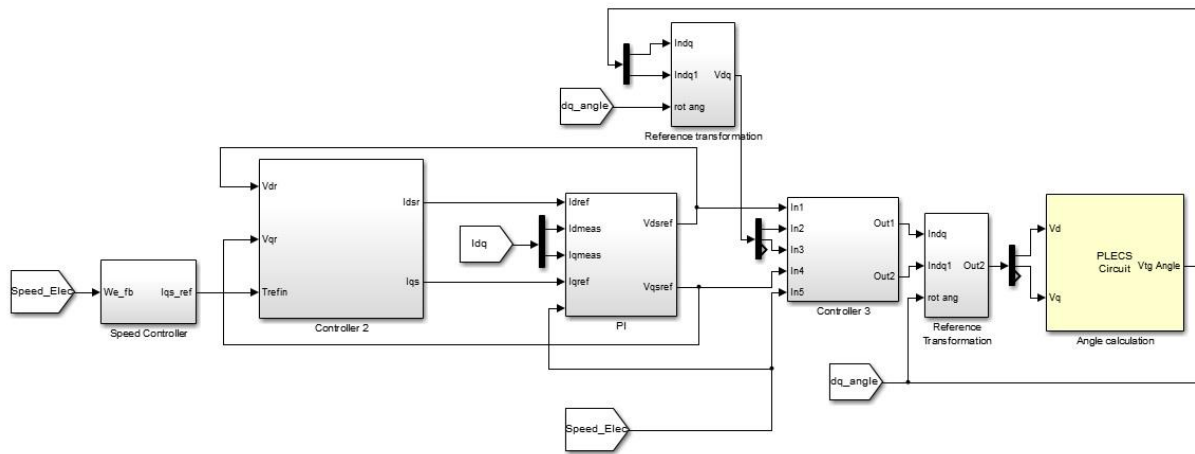 Indq
Indq1
Vdq
rot ang
dq_angle
Reference transformation
Vdr
Vqr
Trefin
Idsr
Iqs
Controller 2
Speed_Elec
We_fb
Iqs_ref
Speed Controller
Idq
Idref
Idmeas
Iqmeas
Iqref
Vdsref
Vqsref
PI
In1
In2
In3
In4
In5
Out1
Out2
Controller 3
Indq
Indq1
Out2
rot ang
Reference
Transformation
Vd
Vq
PLECS
Circuit
Vtg Angle
Angle calculation
dq_angle
Speed_Elec